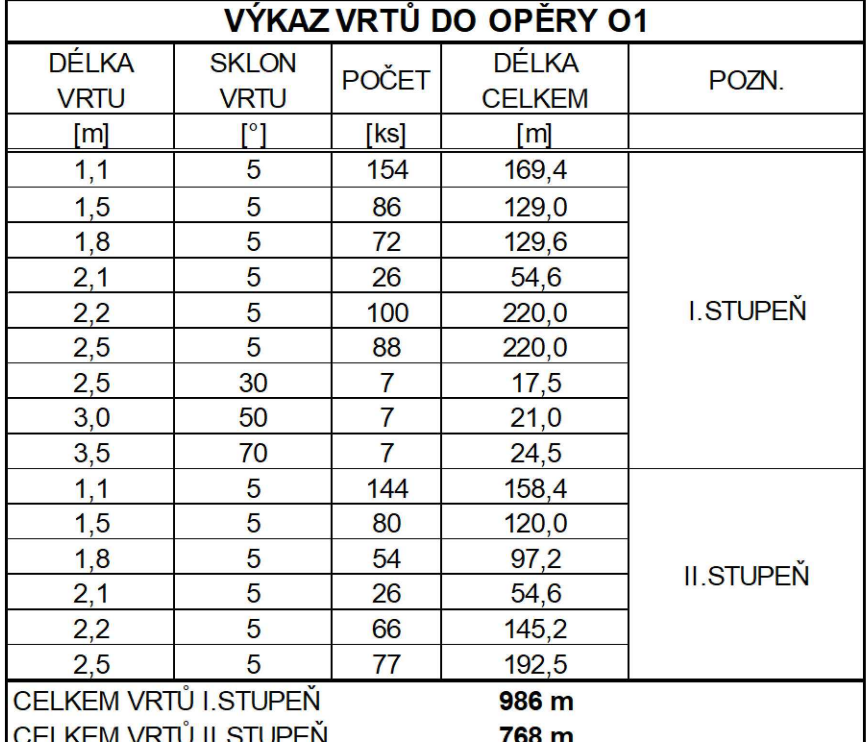 VÝKAZ VRTŮ DO OPĚRY O1
DÉLKA VRTU SKLON VRTU POČET DÉLKA CELKEM POZN.
[m] [°] [ks] [m]
1,1 5 154 169,4
1,5 5 86 129,0
1,8 5 72 129,6
2,1 5 26 54,6
2,2 5 100 220,0 I.STUPEŇ
2,5 5 88 220,0
2,5 30 7 17,5
3,0 50 7 21,0
3,5 70 7 24,5
1,1 5 144 158,4
1,5 5 80 120,0
1,8 5 54 97,2
2,1 5 26 54,6 II.STUPEŇ
2,2 5 66 145,2
2,5 5 77 192,5
CELKEM VRTŮ I.STUPEŇ 986 m
CELKEM VRTŮ II.STUPEŇ 768 m